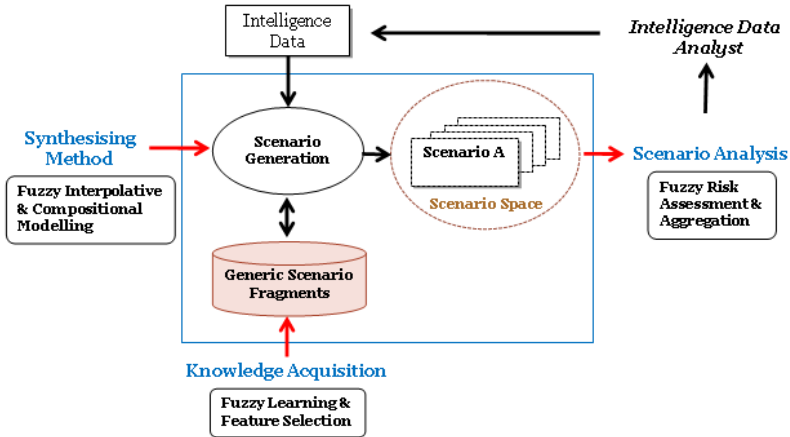 Intelligence
Data
Intelligence Data
Analyst
Synthesising
Method
Fuzzy Interpolative
& Compositional
Modelling
Scenario
Generation
Scenario A
Scenario Space
Scenario Analysis
Fuzzy Risk
Assessment &
Aggregation
Generic Scenario
Fragments
Knowledge Acquisition
Fuzzy Learning &
Feature Selection